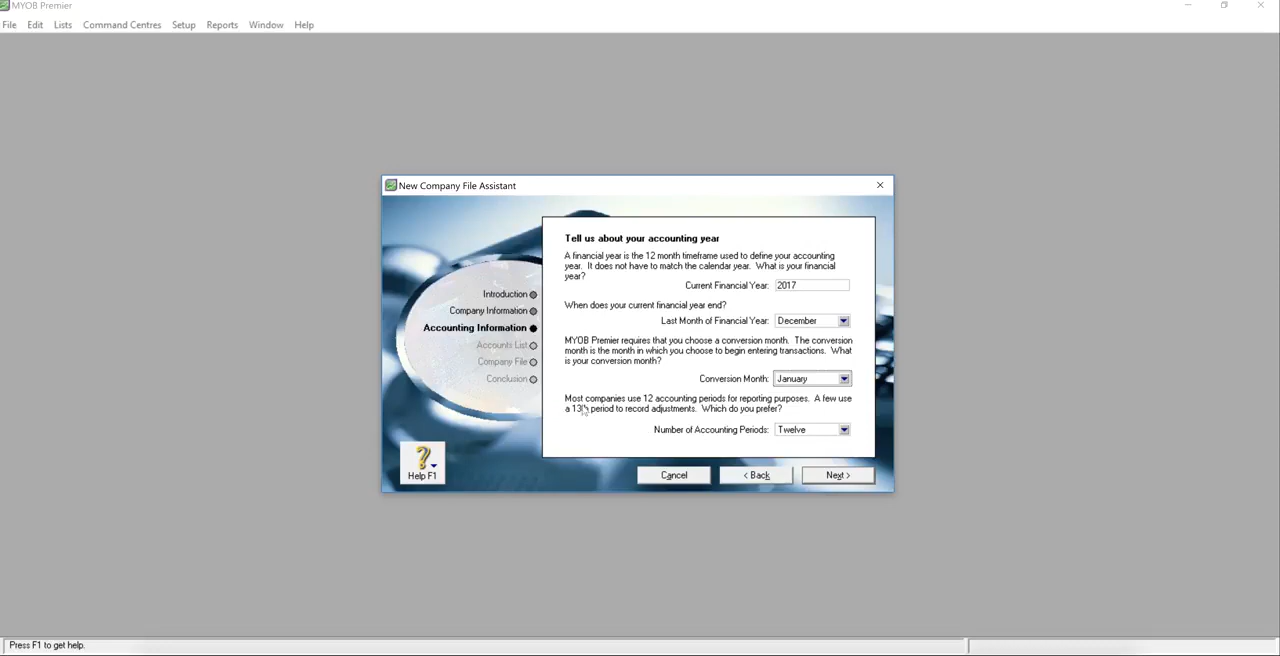 MYOB Premier
File Edit Lists Command Centres Setup Reports Window Help
New Company File Assistant
Introduction
Company Information
Accounting Information
Accounts List
Company File
Conclusion
Help F1
Tell us about your accounting year
A financial year is the 12 month timeframe used to define your accounting
year. It does not have to match the calendar year. What is your financial
year?
Current Financial Year: 2017
When does your current financial year end?
Last Month of Financial Year: December
MYOB Premier requires that you choose a conversion month. The conversion
month is the month in which you choose to begin entering transactions. What
is your conversion month?
Conversion Month: January
Most companies use 12 accounting periods for reporting purposes. A few use
a 13th period to record adjustments. Which do you prefer?
Number of Accounting Periods: Twelve
Cancel < Back Next >
Press F1 to get help.